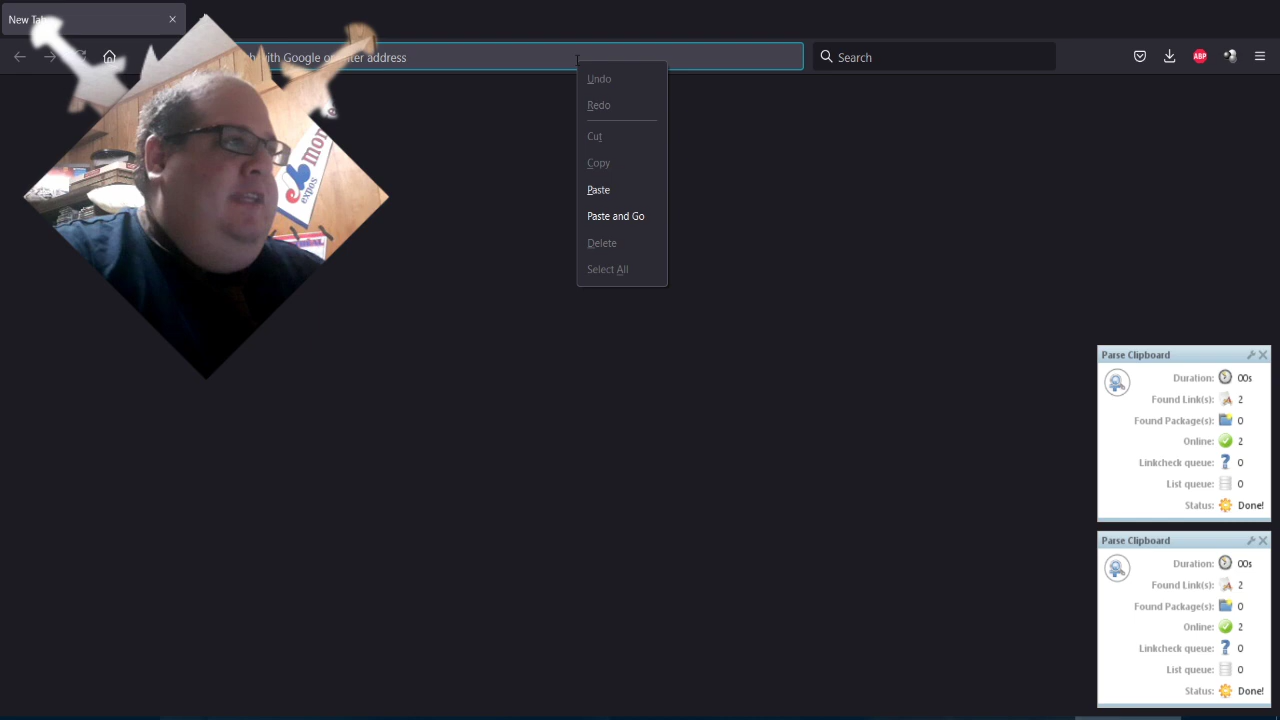 New Tab
with Google or enter address
Search
ABP
Undo
Redo
Cut
Copy
Paste
Paste and Go
Delete
Select All
mon
expos
Parse Clipboard
Duration: 00s
Found Link(s): 2
Found Package(s): 0
Online: 2
Linkcheck queue: 0
List queue: 0
Status: Done!
Parse Clipboard
Duration: 00s
Found Link(s): 2
Found Package(s): 0
Online: 2
Linkcheck queue: 0
List queue: 0
Status: Done!